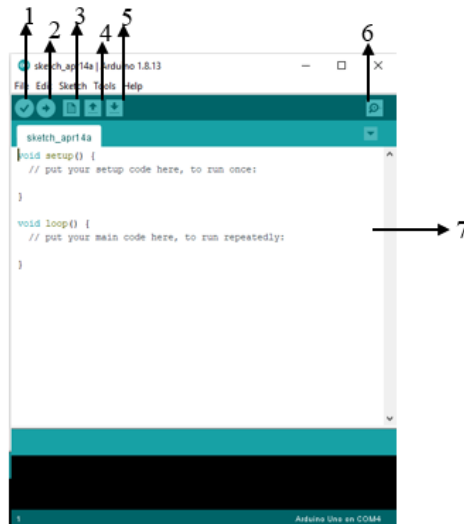 1 2 3 4 5 6
sketch_apr14a | Arduino 1.8.13
File Edit Sketch Tools Help
sketch_apr14a
void setup() {
// put your setup code here, to run once:
}
void loop() {
// put your main code here, to run repeatedly:
7
}
1 Arduino Uno on COM4